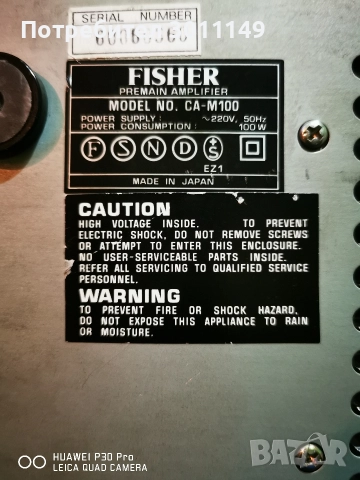 SERIAL NUMBER
FISHER
PREMAIN AMPLIFIER
MODEL NO. CA-M100
POWER SUPPLY : ~220V, 50Hz
POWER CONSUMPTION : 100W
F S N D S
EZ1
MADE IN JAPAN
CAUTION
HIGH VOLTAGE INSIDE. TO PREVENT
ELECTRIC SHOCK, DO NOT REMOVE SCREWS
OR ATTEMPT TO ENTER THIS ENCLOSURE.
NO USER-SERVICEABLE PARTS INSIDE.
REFER ALL SERVICING TO QUALIFIED SERVICE
PERSONNEL.
WARNING
TO PREVENT FIRE OR SHOCK HAZARD,
DO NOT EXPOSE THIS APPLIANCE TO RAIN
OR MOISTURE.
HUAWEI P30 Pro
LEICA QUAD CAMERA
BAZAR